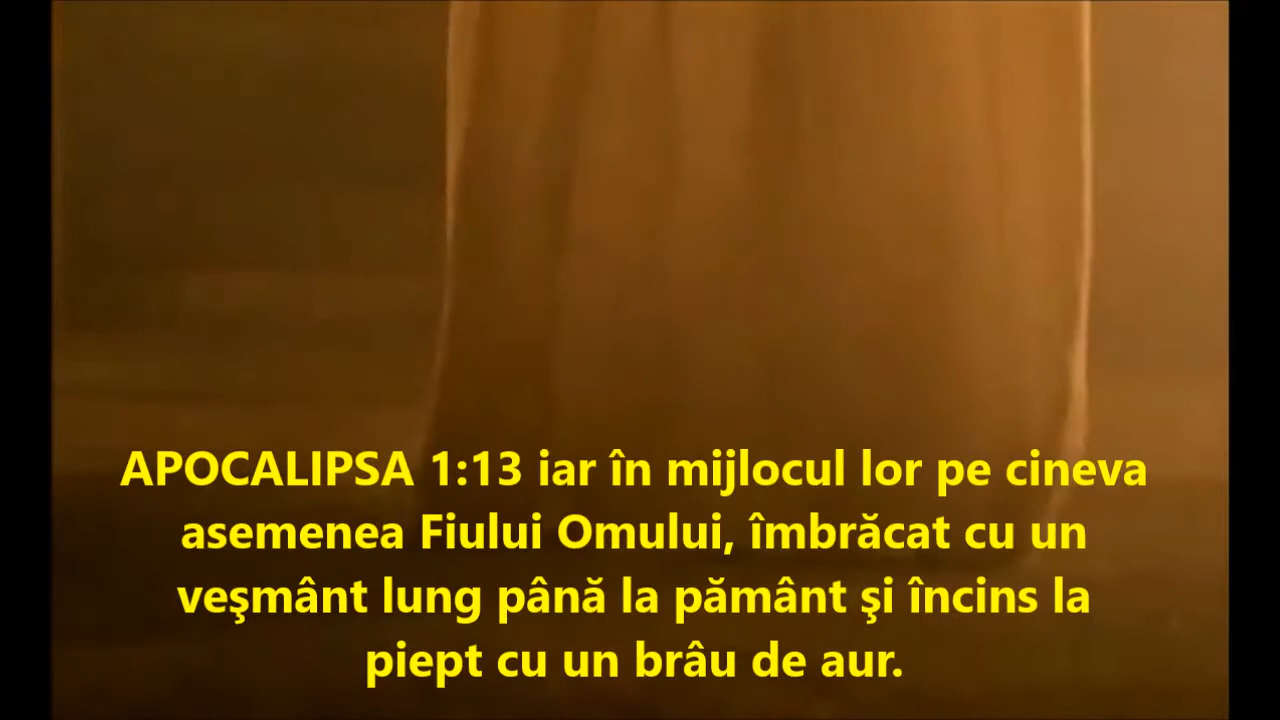 APOCALIPSA 1:13 iar în mijlocul lor pe cineva
asemenea Fiului Omului, îmbrăcat cu un
veşmânt lung până la pământ şi încins la
piept cu un brâu de aur.